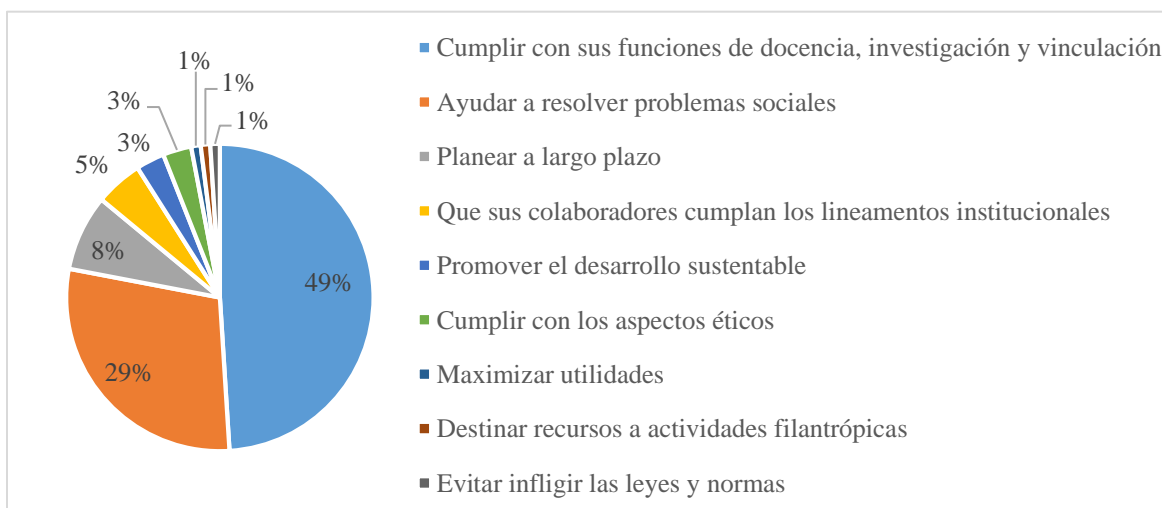 1%
1%
1%
3%
3%
5%
8%
29%
49%
Cumplir con sus funciones de docencia, investigación y vinculación
Ayudar a resolver problemas sociales
Planear a largo plazo
Que sus colaboradores cumplan los lineamentos institucionales
Promover el desarrollo sustentable
Cumplir con los aspectos éticos
Maximizar utilidades
Destinar recursos a actividades filantrópicas
Evitar infligir las leyes y normas